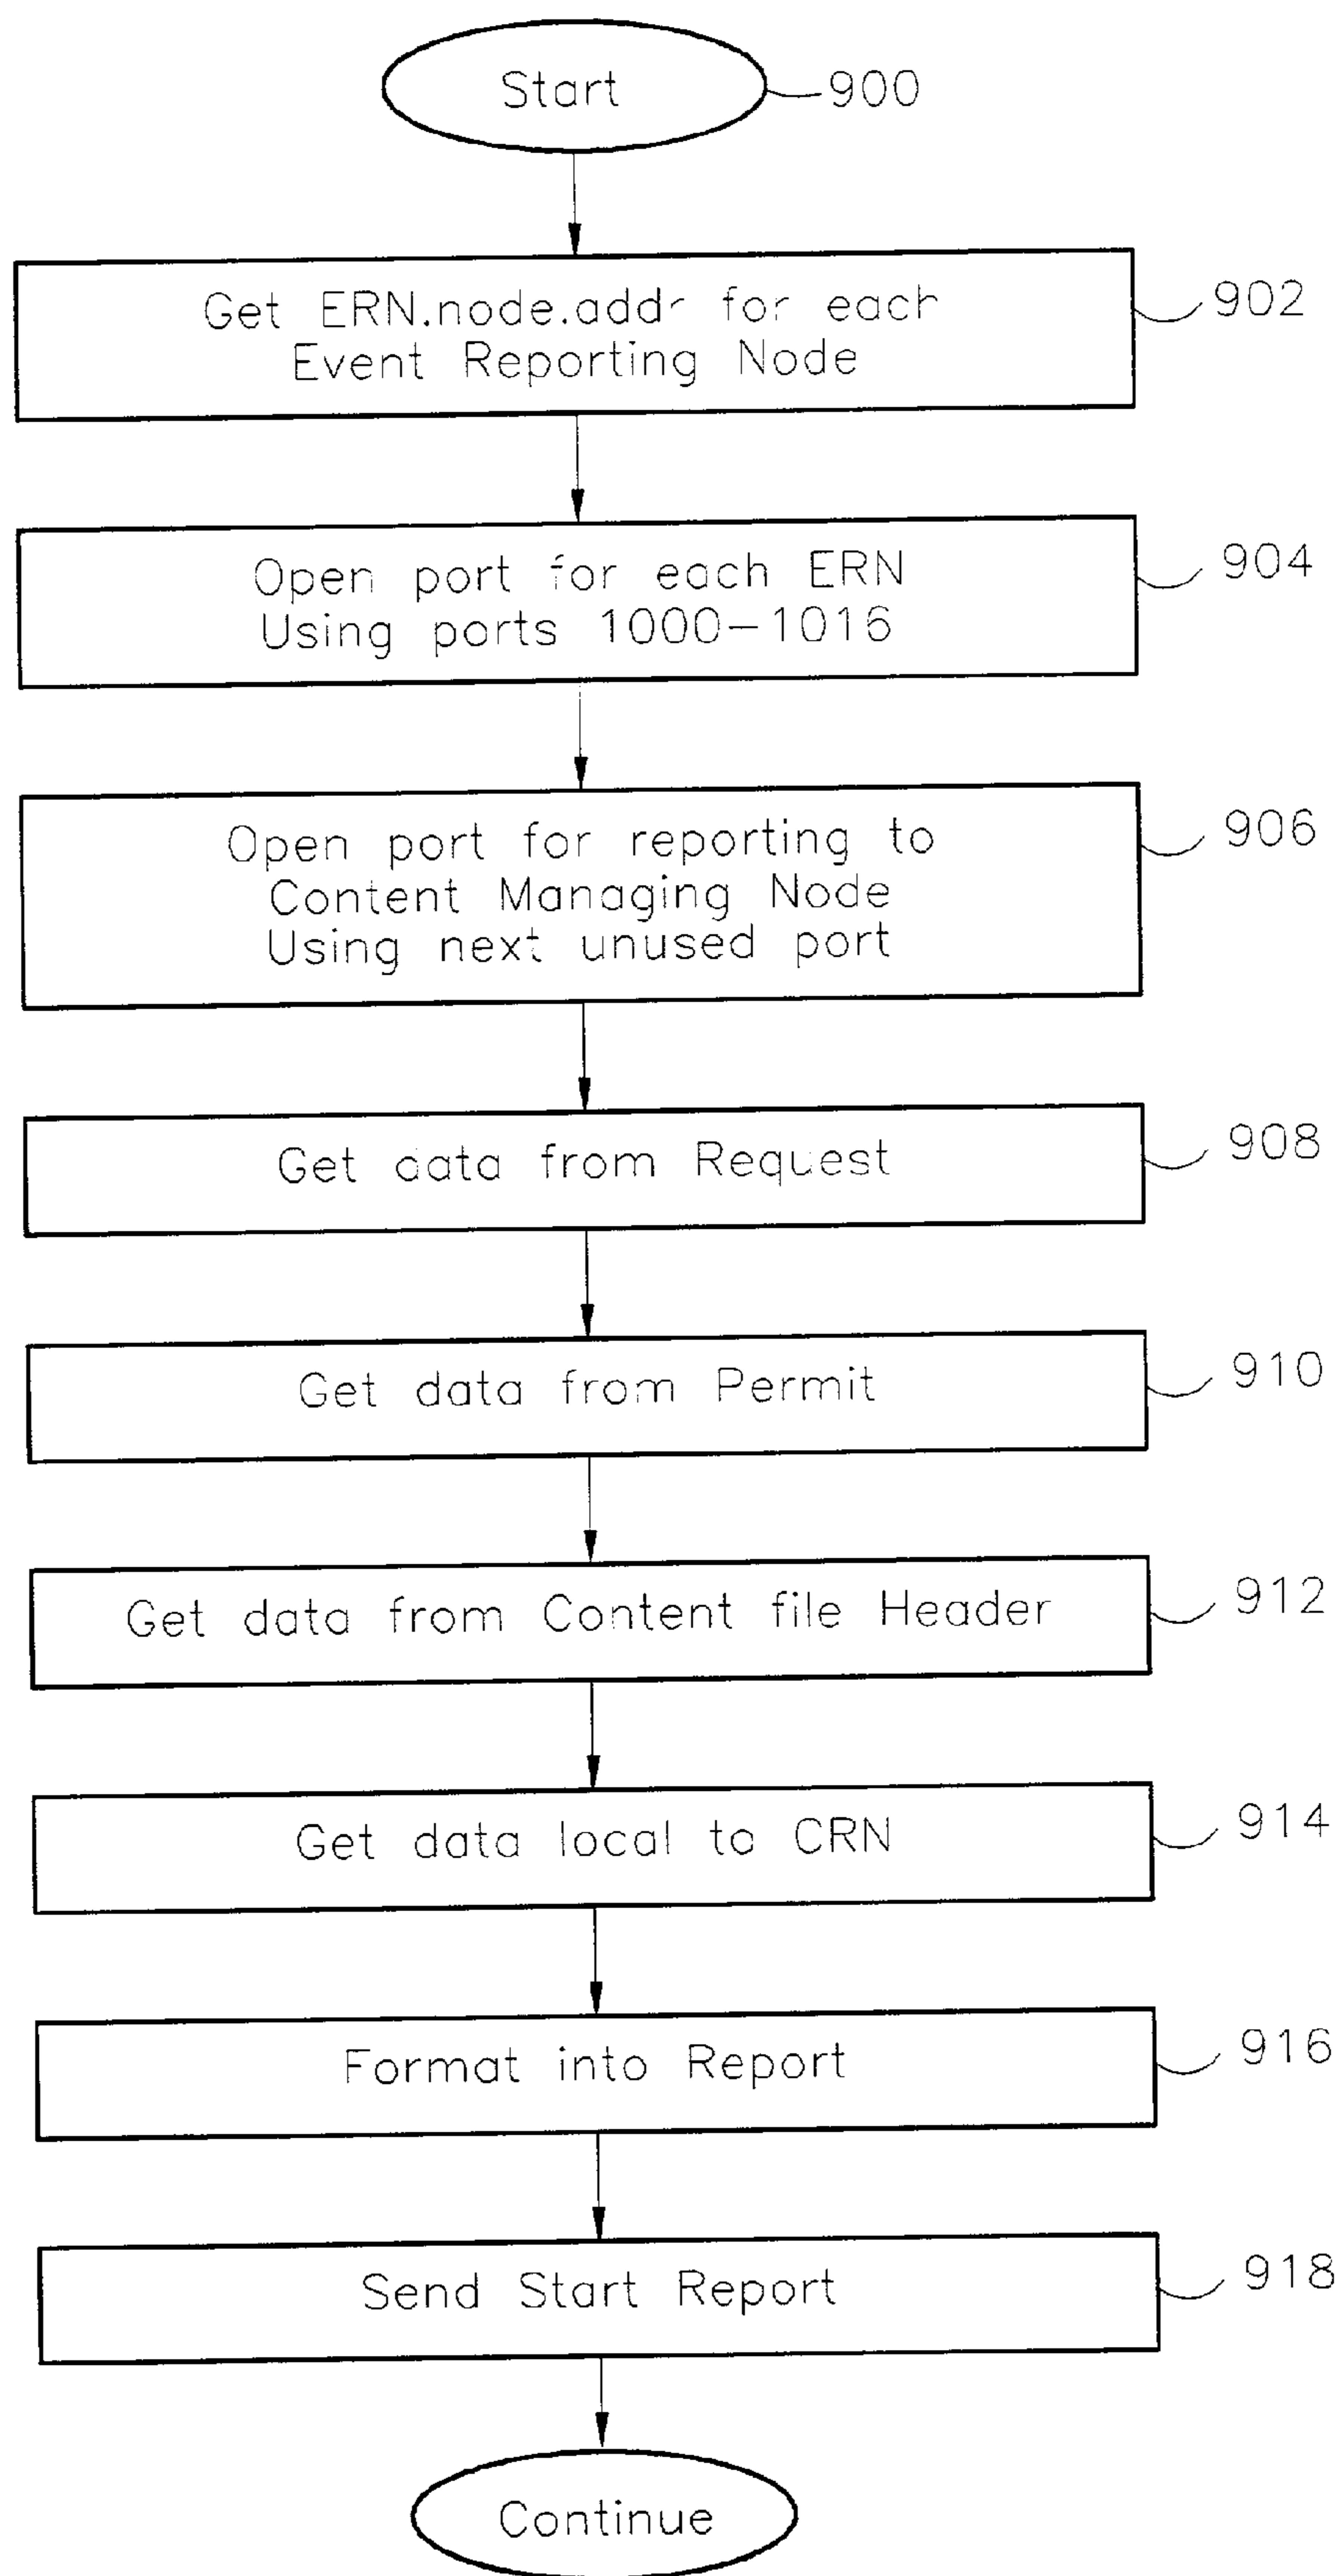 Start
900
Get ERN.node.addr for each
Event Reporting Node
902
Open port for each ERN
Using ports 1000-1016
904
Open port for reporting to
Content Managing Node
Using next unused port
906
Get data from Request
908
Get data from Permit
910
Get data from Content file Header
912
Get data local to CRN
914
Format into Report
916
Send Start Report
918
Continue